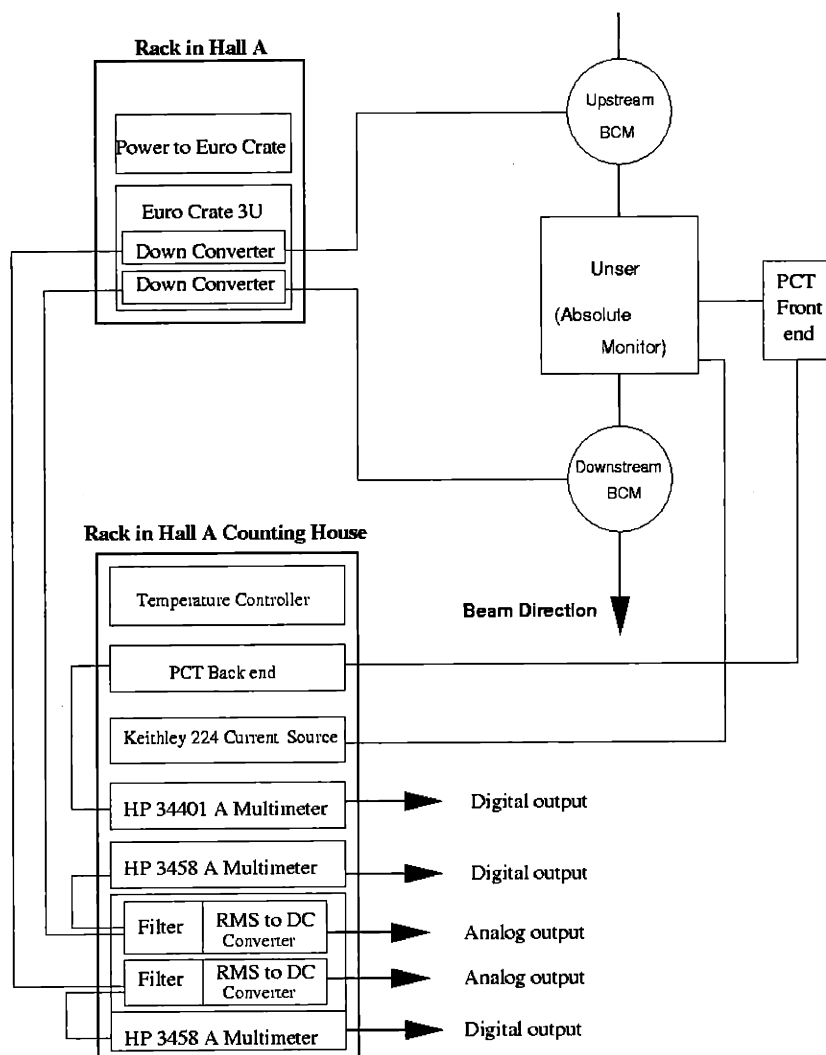 Rack in Hall A
Power to Euro Crate
Euro Crate 3U
Down Converter
Down Converter
Upstream
BCM
Unser
(Absolute
Monitor)
PCT
Front
end
Downstream
BCM
Beam Direction
Rack in Hall A Counting House
Temperature Controller
PCT Back end
Keithley 224 Current Source
HP 34401 A Multimeter
Digital output
HP 3458 A Multimeter
Digital output
Filter
RMS to DC
Converter
Analog output
Filter
RMS to DC
Converter
Analog output
HP 3458 A Multimeter
Digital output